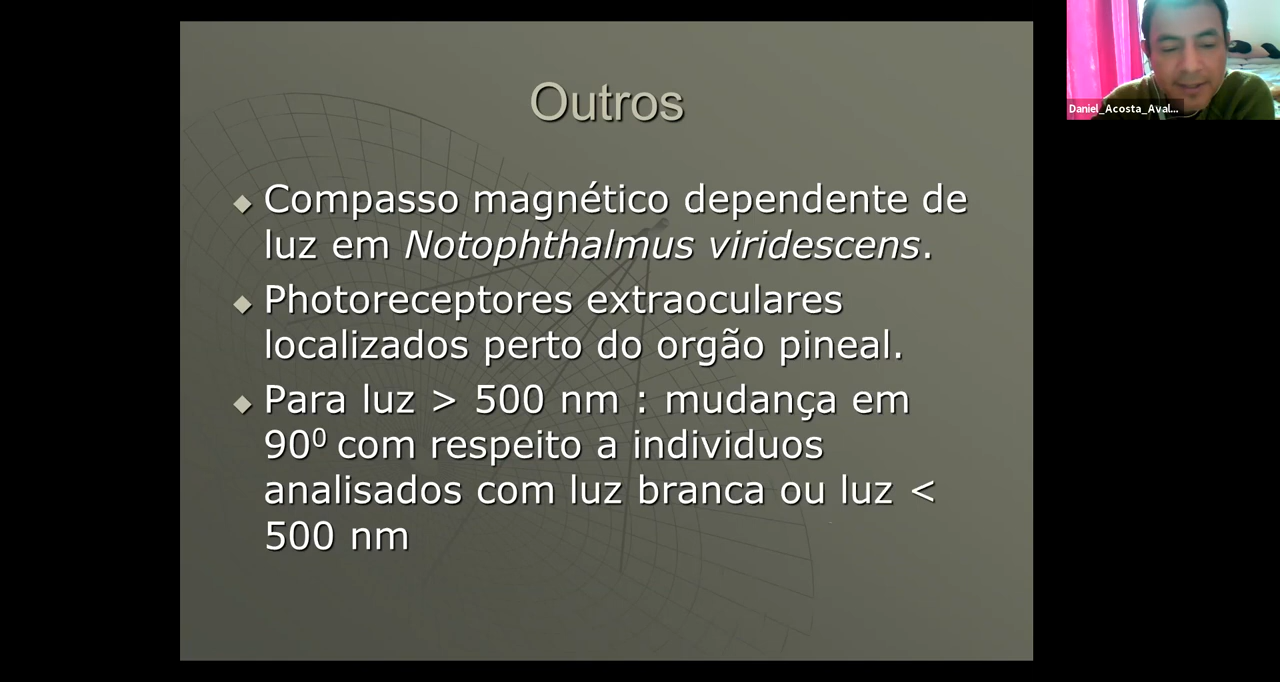 Outros
Compasso magnético dependente de
luz em Notophthalmus viridescens.
Photoreceptores extraoculares
localizados perto do orgão pineal.
Para luz > 500 nm : mudança em
90⁰ com respeito a individuos
analisados com luz branca ou luz <
500 nm
Daniel_Acosta_Aval...